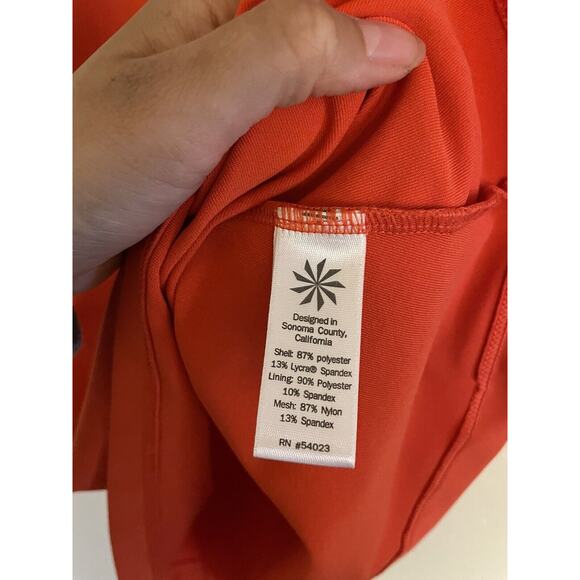 Designed in
Sonoma County,
California
Shell: 87% polyester
13% Lycra® Spandex
Lining: 90% Polyester
10% Spandex
Mesh: 87% Nylon
13% Spandex
RN #54023